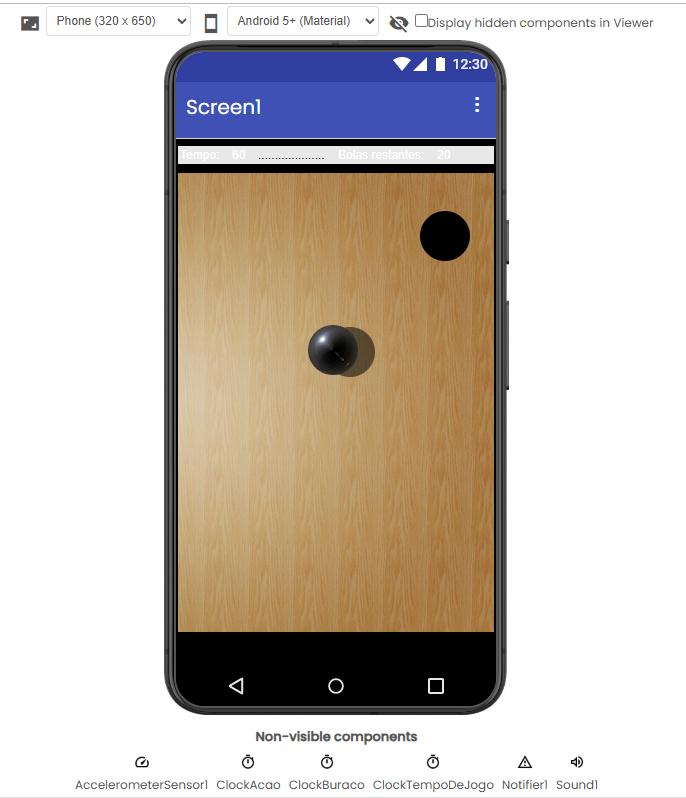 Phone (320 x 650) Android 5+ (Material) Display hidden components in Viewer
12:30
Screen1
Tempo: 60 .................... Bolas restantes: 20
Non-visible components
AccelerometerSensor1 ClockAcao ClockBuraco ClockTempoDeJogo Notifier1 Sound1